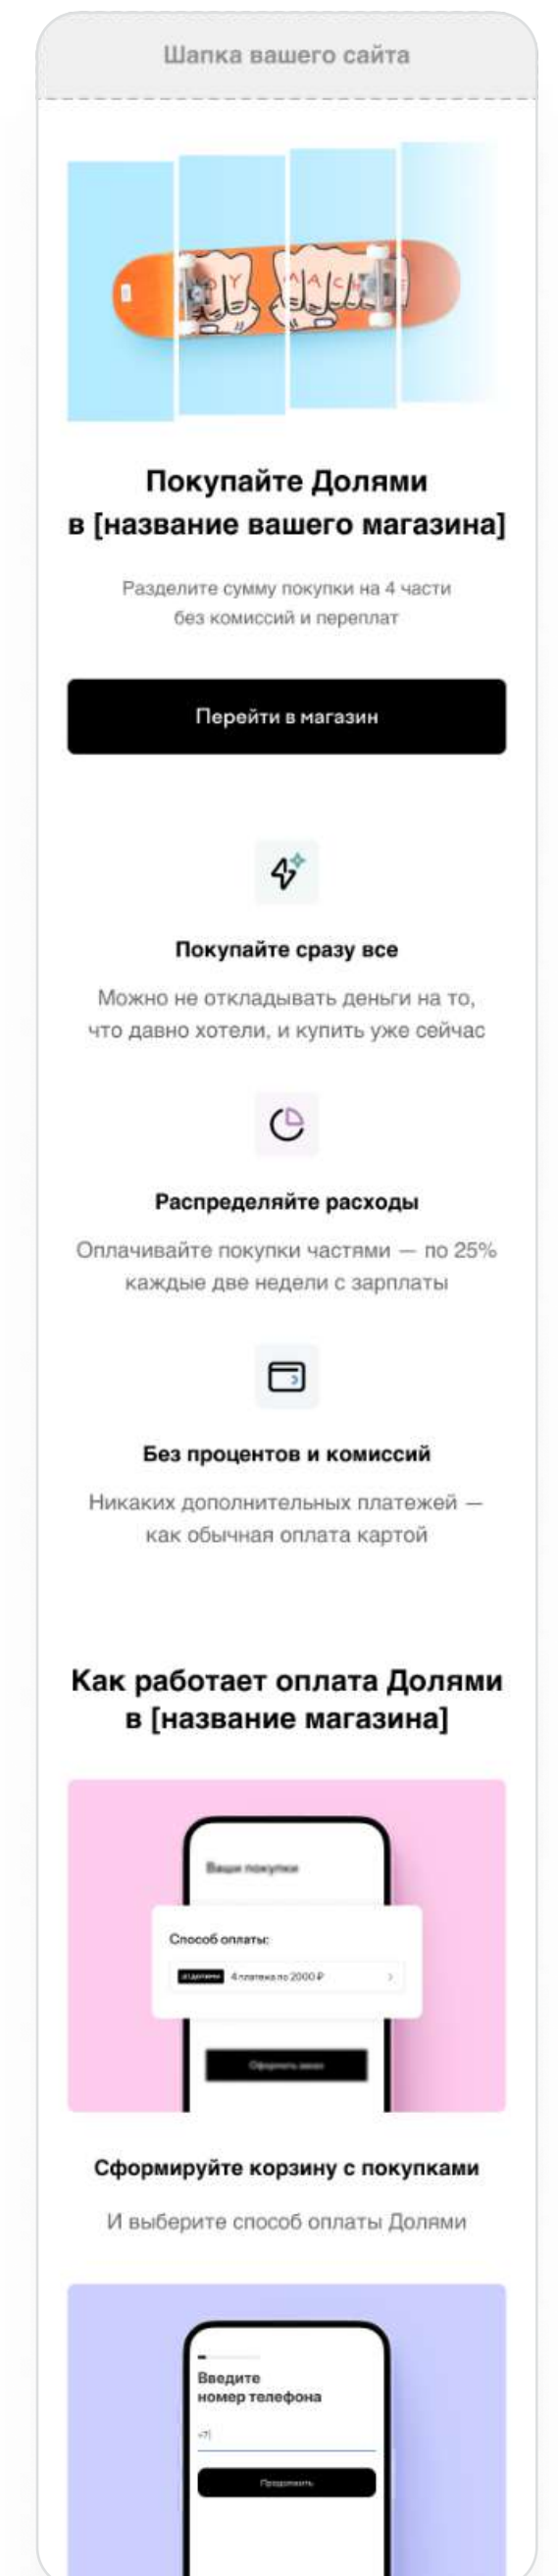 Шапка вашего сайта
DY MACH E
Покупайте Долями
в [название вашего магазина]
Разделите сумму покупки на 4 части
без комиссий и переплат
Перейти в магазин
Покупайте сразу все
Можно не откладывать деньги на то,
что давно хотели, и купить уже сейчас
Распределяйте расходы
Оплачивайте покупки частями — по 25%
каждые две недели с зарплаты
Без процентов и комиссий
Никаких дополнительных платежей —
как обычная оплата картой
Как работает оплата Долями
в [название магазина]
Ваши покупки
Способ оплаты:
долями 4 платежа по 2000 ₽
Оформить заказ
Сформируйте корзину с покупками
И выберите способ оплаты Долями
Введите
номер телефона
+7|
Продолжить